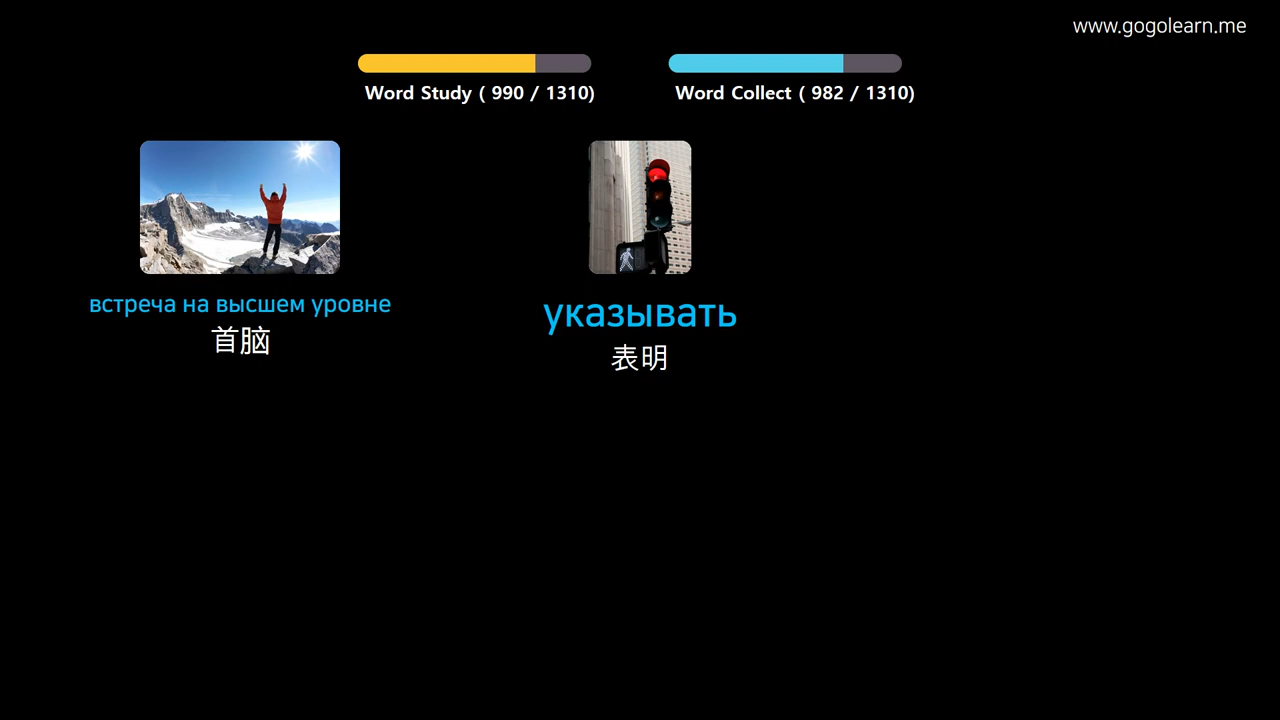 www.gogolearn.me
Word Study ( 990 / 1310)
Word Collect ( 982 / 1310)
встреча на высшем уровне
首脑
указывать
表明